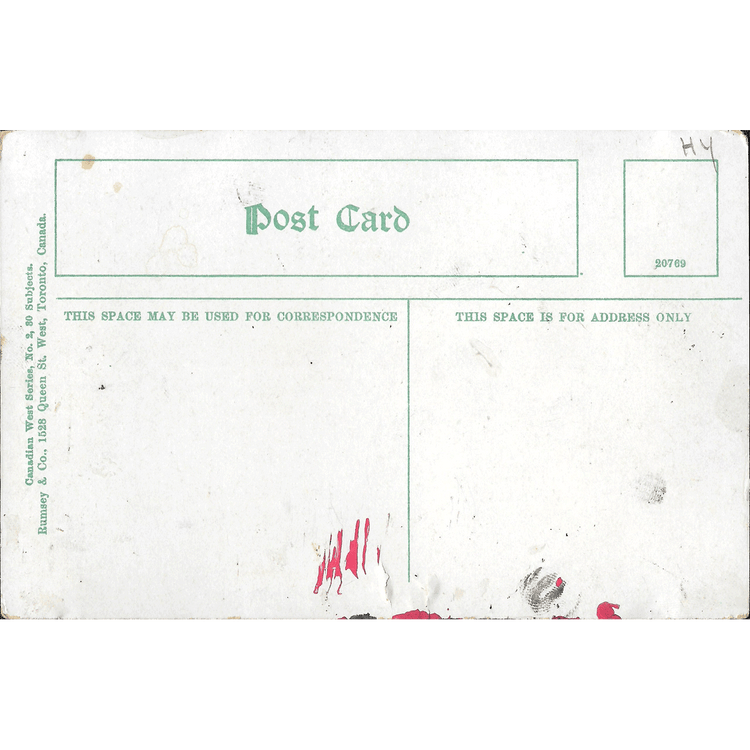 HY
Post Card
20769
THIS SPACE MAY BE USED FOR CORRESPONDENCE
THIS SPACE IS FOR ADDRESS ONLY
Canadian West Series, No. 2, 30 Subjects.
Rumsey & Co., 1528 Queen St. West, Toronto, Canada.